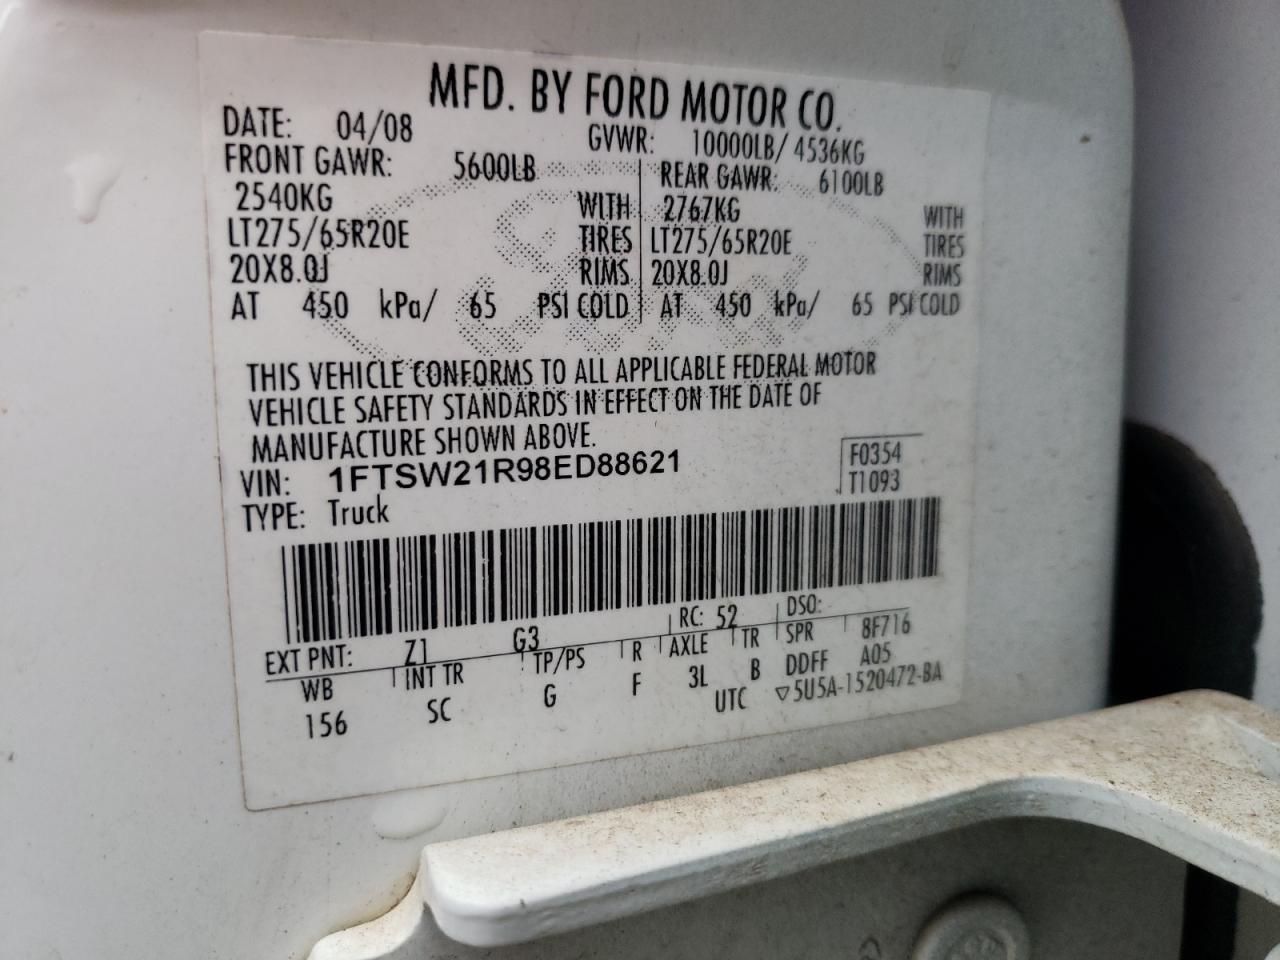 MFD. BY FORD MOTOR CO.
DATE: 04/08 GVWR: 10000LB/ 4536KG
FRONT GAWR: 5600LB REAR GAWR: 6100LB
2540KG WITH 2767KG WITH
LT275/65R20E TIRES LT275/65R20E TIRES
20X8.0J RIMS 20X8.0J RIMS
AT 450 kPa/ 65 PSI COLD AT 450 kPa/ 65 PSI COLD
THIS VEHICLE CONFORMS TO ALL APPLICABLE FEDERAL MOTOR
VEHICLE SAFETY STANDARDS IN EFFECT ON THE DATE OF
MANUFACTURE SHOWN ABOVE.
VIN: 1FTSW21R98ED88621 F0354
TYPE: Truck T1093
EXT PNT: Z1 G3 RC: 52 DSO:
WB INT TR TP/PS R AXLE TR SPR 8F716
156 SC G F 3L B DDFF A05
UTC ▽5U5A-1520472-BA